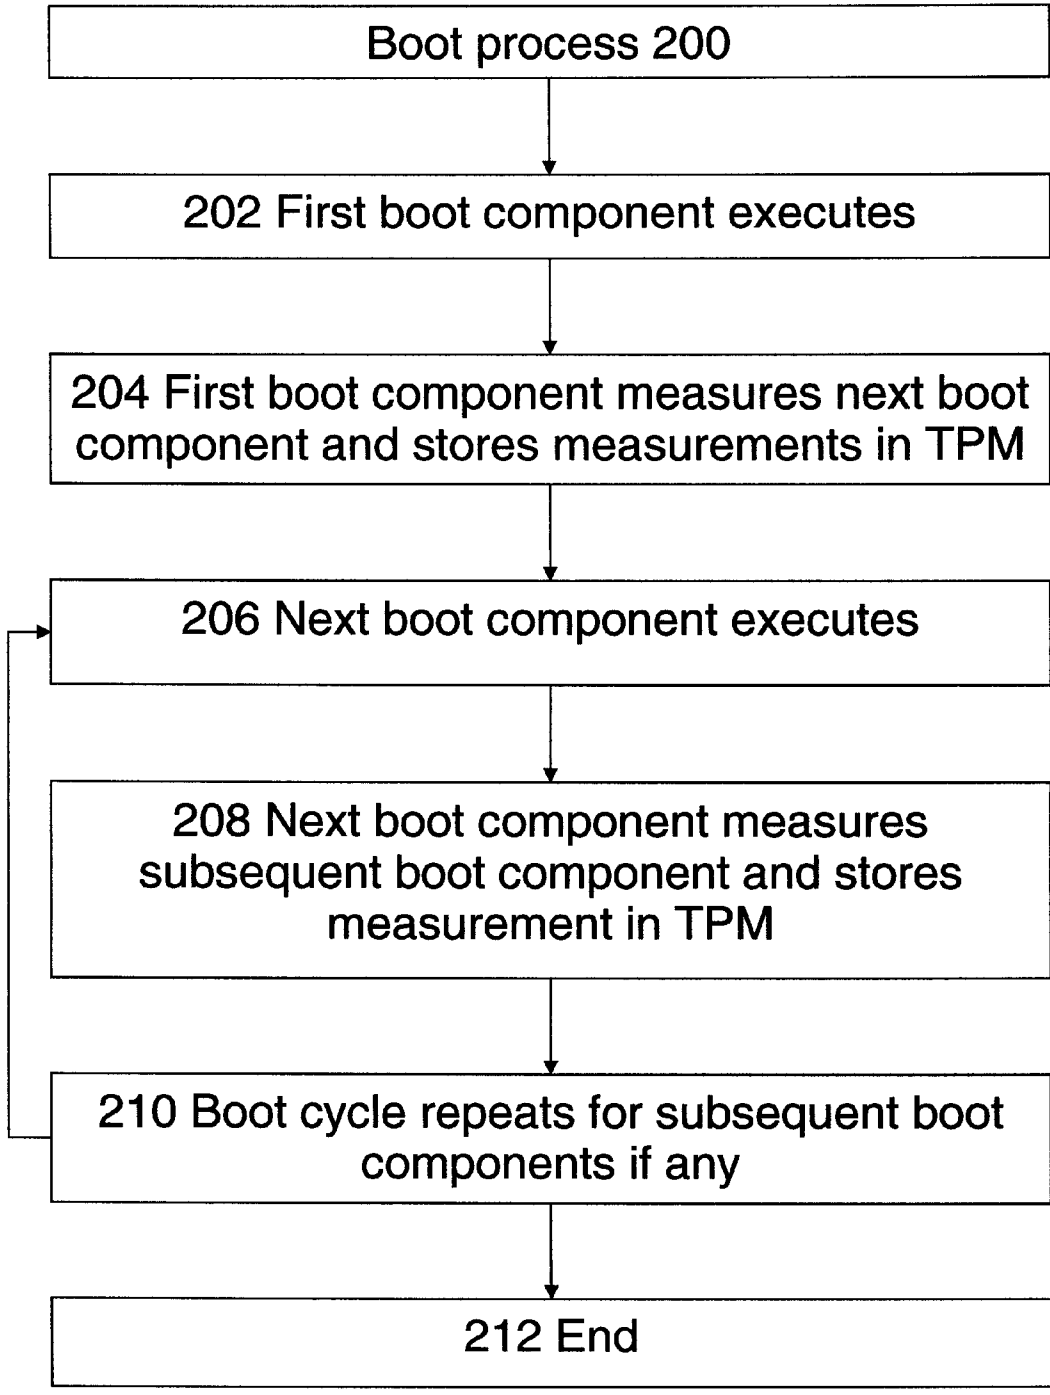 Boot process 200
202 First boot component executes
204 First boot component measures next boot
component and stores measurements in TPM
206 Next boot component executes
208 Next boot component measures
subsequent boot component and stores
measurement in TPM
210 Boot cycle repeats for subsequent boot
components if any
212 End